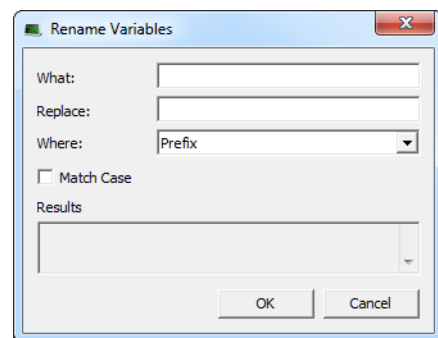 Rename Variables
What:
Replace:
Where: Prefix
Match Case
Results
OK Cancel